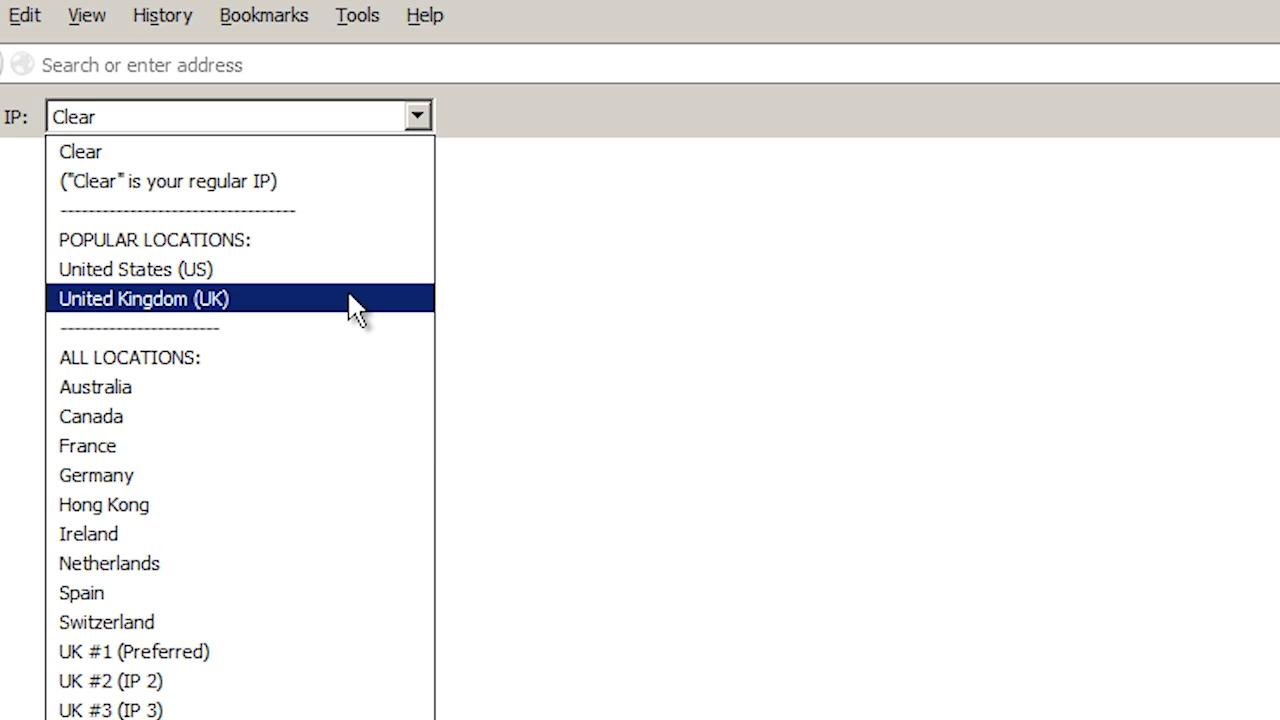 Edit View History Bookmarks Tools Help
Search or enter address
IP: Clear
Clear
("Clear" is your regular IP)
----------------------------------
POPULAR LOCATIONS:
United States (US)
United Kingdom (UK)
-----------------------
ALL LOCATIONS:
Australia
Canada
France
Germany
Hong Kong
Ireland
Netherlands
Spain
Switzerland
UK #1 (Preferred)
UK #2 (IP 2)
UK #3 (IP 3)